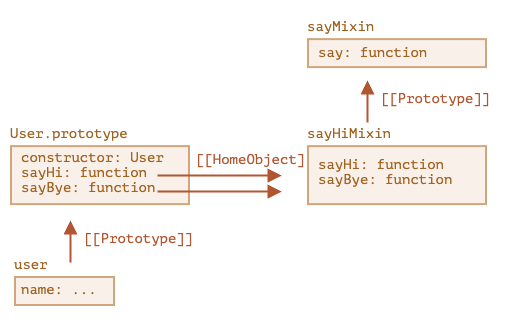 sayMixin
say: function
[[Prototype]]
User.prototype
sayHiMixin
constructor: User
sayHi: function
sayBye: function
[[HomeObject]
sayHi: function
sayBye: function
[[Prototype]]
user
name: ...